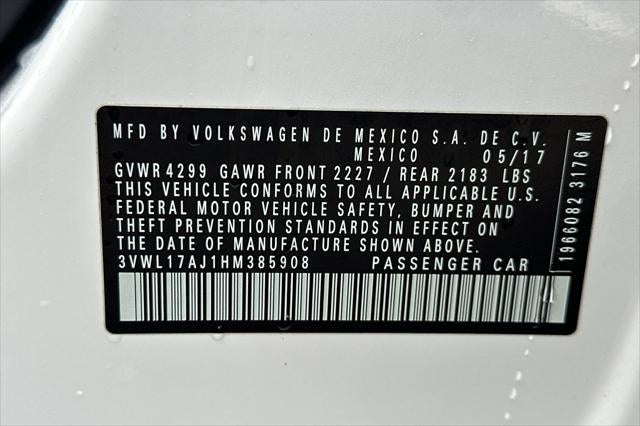 MFD BY VOLKSWAGEN DE MEXICO S.A. DE C.V.
MEXICO 05/17
GVWR 4299 GAWR FRONT 2227 / REAR 2183 LBS
THIS VEHICLE CONFORMS TO ALL APPLICABLE U.S.
FEDERAL MOTOR VEHICLE SAFETY, BUMPER AND
THEFT PREVENTION STANDARDS IN EFFECT ON
THE DATE OF MANUFACTURE SHOWN ABOVE.
3VWL17AJ1HM385908 PASSENGER CAR
1966082 3176 M